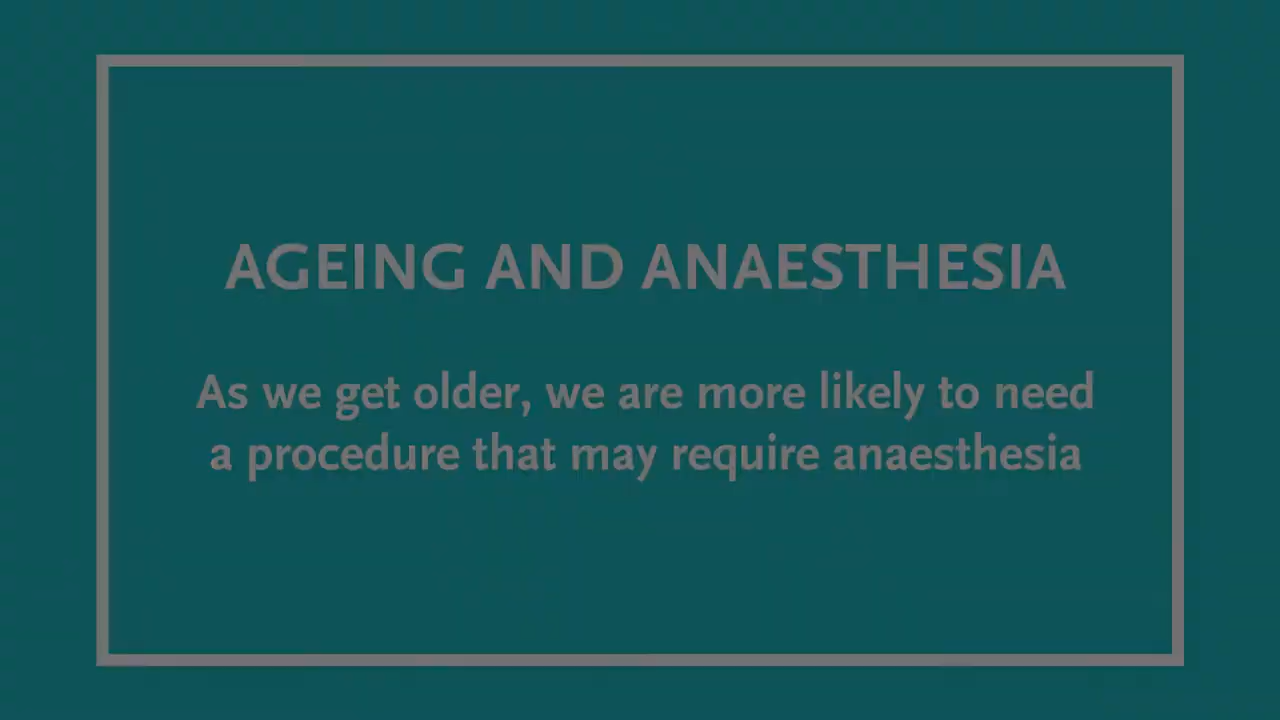 AGEING AND ANAESTHESIA
As we get older, we are more likely to need
a procedure that may require anaesthesia